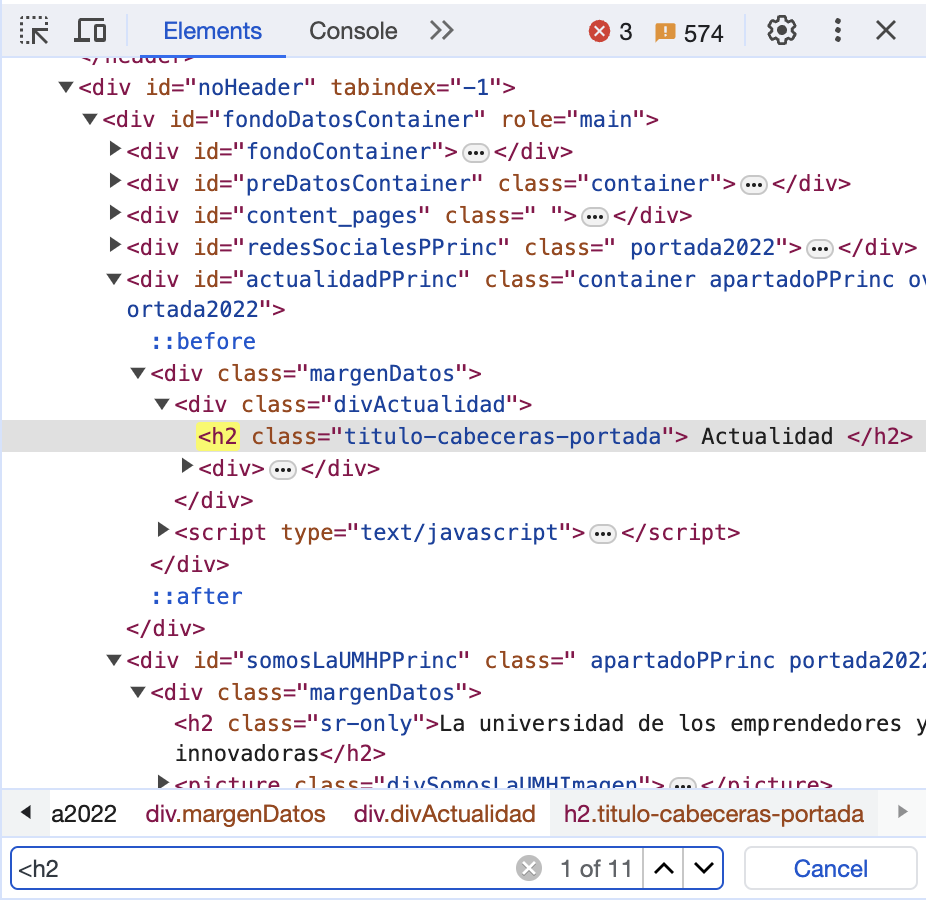 Elements Console 3 574
</header>
<div id="noHeader" tabindex="-1">
<div id="fondoDatosContainer" role="main">
<div id="fondoContainer">…</div>
<div id="preDatosContainer" class="container">…</div>
<div id="content_pages" class=" ">…</div>
<div id="redesSocialesPPrinc" class=" portada2022">…</div>
<div id="actualidadPPrinc" class="container apartadoPPrinc ov
ortada2022">
::before
<div class="margenDatos">
<div class="divActualidad">
<h2 class="titulo-cabeceras-portada"> Actualidad </h2>
<div>…</div>
</div>
<script type="text/javascript">…</script>
</div>
::after
</div>
<div id="somosLaUMHPPrinc" class=" apartadoPPrinc portada2022
<div class="margenDatos">
<h2 class="sr-only">La universidad de los emprendedores y
innovadoras</h2>
<picture class="divSomosLaUMHImagen">…</picture>
a2022 div.margenDatos div.divActualidad h2.titulo-cabeceras-portada
<h2 1 of 11 Cancel